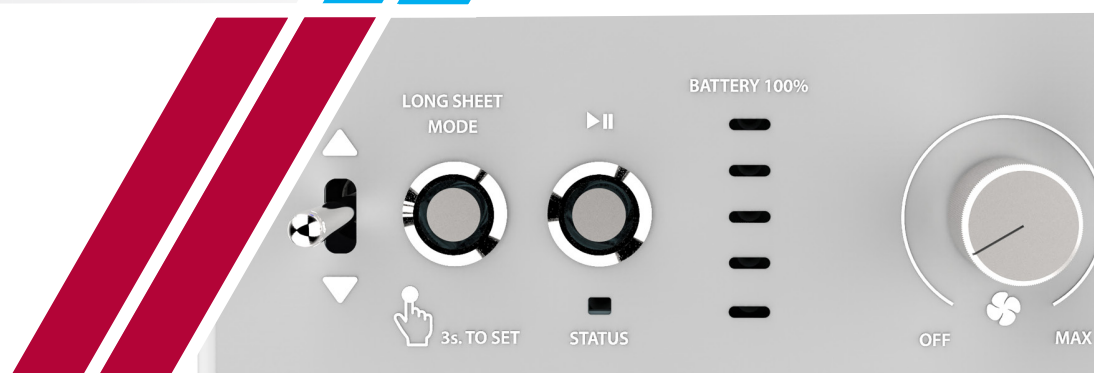 LONG SHEET
MODE
BATTERY 100%
3s. TO SET
STATUS
OFF
MAX